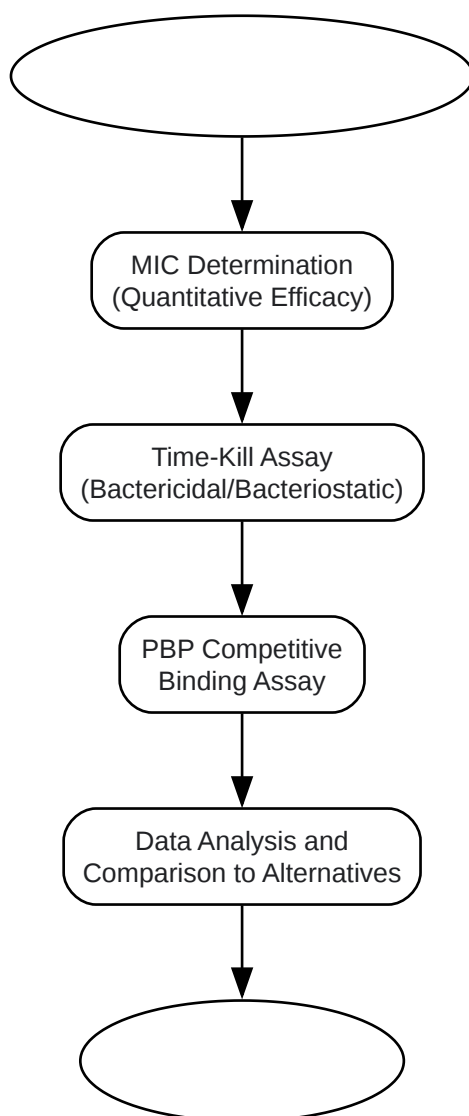 MIC Determination
(Quantitative Efficacy)
Time-Kill Assay
(Bactericidal/Bacteriostatic)
PBP Competitive
Binding Assay
Data Analysis and
Comparison to Alternatives